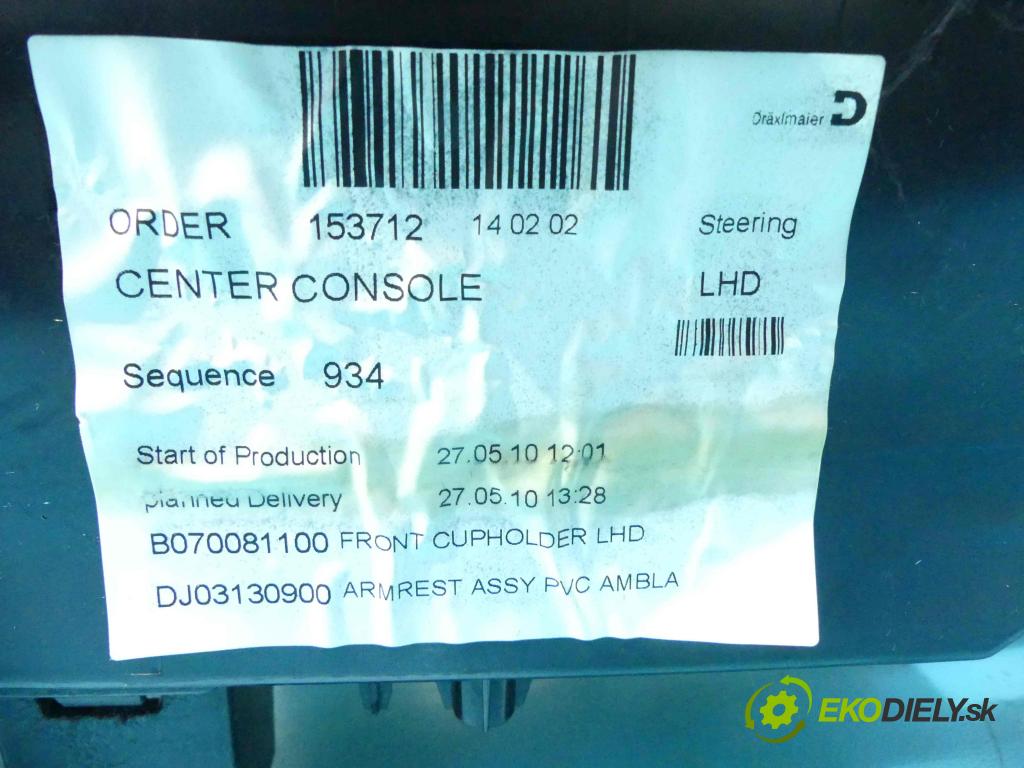 Dräxlmaier
ORDER 153712 14 02 02 Steering
CENTER CONSOLE LHD
Sequence 934
Start of Production 27.05.10 12:01
Planned Delivery 27.05.10 13:28
B070081100 FRONT CUPHOLDER LHD
DJ03130900 ARMREST ASSY PVC AMBLA
EKODIELY.sk